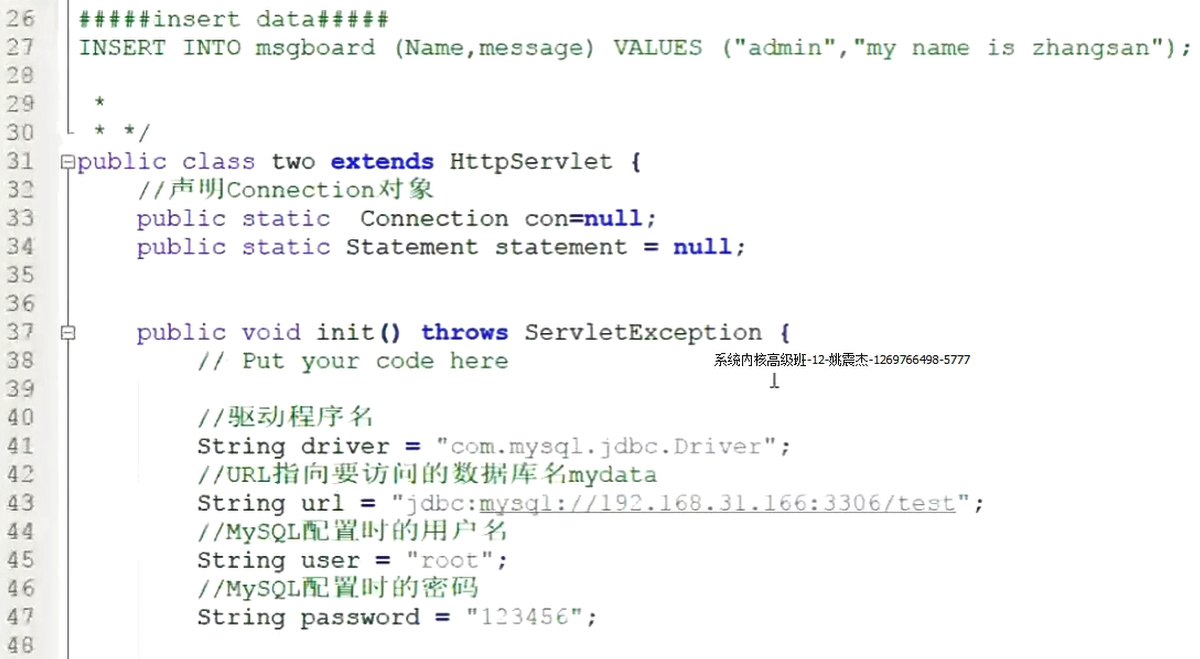 26 #####insert data#####
27 INSERT INTO msgboard (Name,message) VALUES ("admin","my name is zhangsan");
28
29 *
30 * */
31 public class two extends HttpServlet {
32 //声明Connection对象
33 public static  Connection con=null;
34 public static Statement statement = null;
35
36
37 public void init() throws ServletException {
38 // Put your code here
系统内核高级班-12-姚震杰-1269766498-5777
39
40 //驱动程序名
41 String driver = "com.mysql.jdbc.Driver";
42 //URL指向要访问的数据库名mydata
43 String url = "jdbc:mysql://192.168.31.166:3306/test";
44 //MySQL配置时的用户名
45 String user = "root";
46 //MySQL配置时的密码
47 String password = "123456";
48